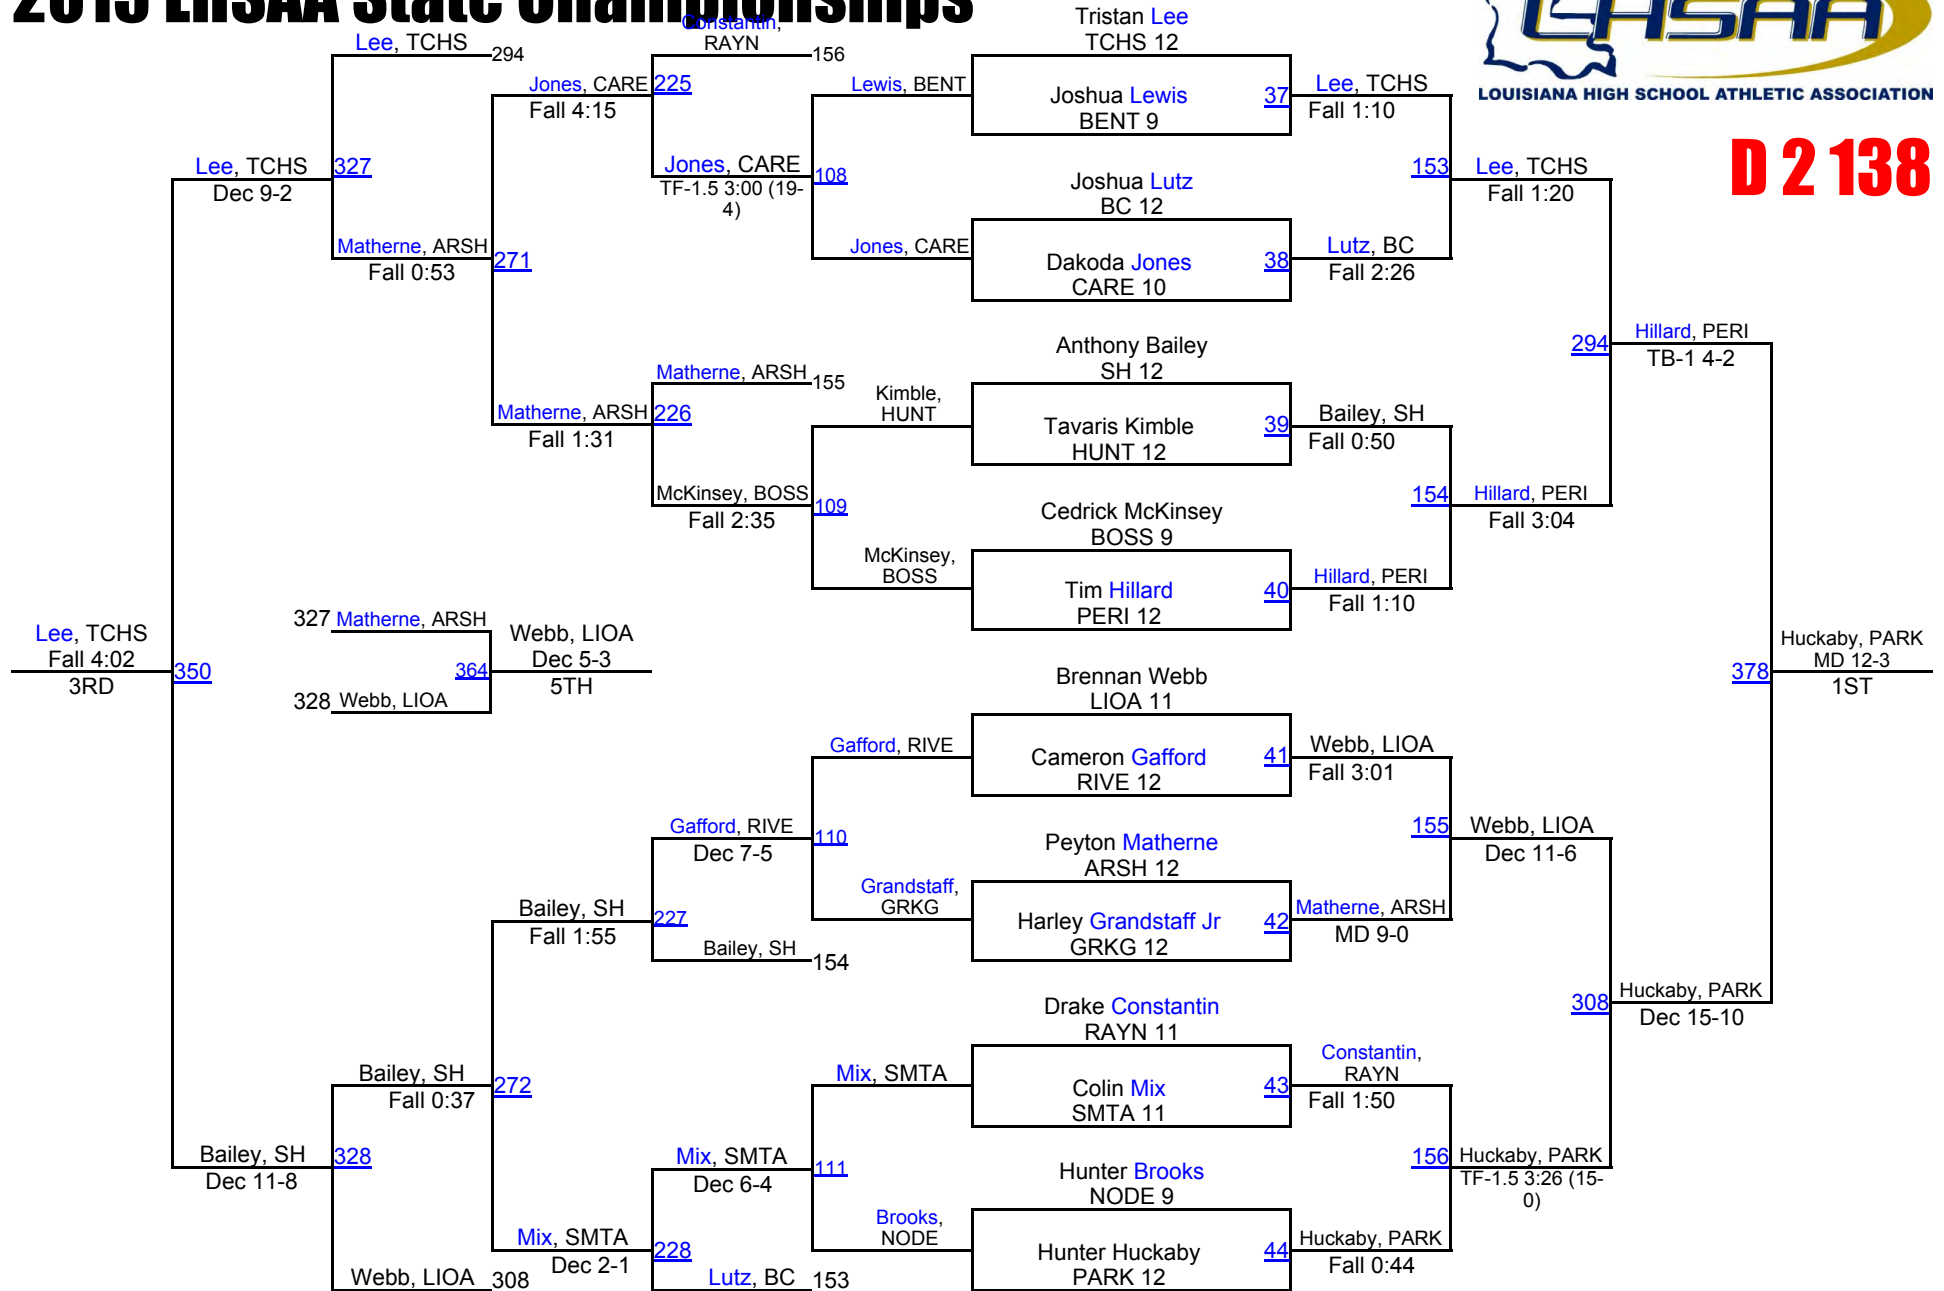 2015 LHSAA State Championships
LHSAA
LOUISIANA HIGH SCHOOL ATHLETIC ASSOCIATION
D 2 138
Tristan Lee
TCHS 12
Joshua Lewis
BENT 9
37
Joshua Lutz
BC 12
Dakoda Jones
CARE 10
38
Anthony Bailey
SH 12
Tavaris Kimble
HUNT 12
39
Cedrick McKinsey
BOSS 9
Tim Hillard
PERI 12
40
Brennan Webb
LIOA 11
Cameron Gafford
RIVE 12
41
Peyton Matherne
ARSH 12
Harley Grandstaff Jr
GRKG 12
42
Drake Constantin
RAYN 11
Colin Mix
SMTA 11
43
Hunter Brooks
NODE 9
Hunter Huckaby
PARK 12
44
Lee, TCHS
Fall 1:10
153
Lutz, BC
Fall 2:26
Bailey, SH
Fall 0:50
154
Hillard, PERI
Fall 1:10
Webb, LIOA
Fall 3:01
155
Matherne, ARSH
MD 9-0
Constantin,
RAYN
Fall 1:50
156
Huckaby, PARK
Fall 0:44
Lee, TCHS
Fall 1:20
294
Hillard, PERI
Fall 3:04
Webb, LIOA
Dec 11-6
308
Huckaby, PARK
TF-1.5 3:26 (15-
0)
Hillard, PERI
TB-1 4-2
378
Huckaby, PARK
Dec 15-10
Huckaby, PARK
MD 12-3
1ST
Lewis, BENT
108
Jones, CARE
Kimble,
HUNT
109
McKinsey,
BOSS
Gafford, RIVE
110
Grandstaff,
GRKG
Mix, SMTA
111
Brooks,
NODE
Constantin,
RAYN
156
225
Jones, CARE
TF-1.5 3:00 (19-
4)
Matherne, ARSH
155
226
McKinsey, BOSS
Fall 2:35
Gafford, RIVE
Dec 7-5
227
Bailey, SH
154
Mix, SMTA
Dec 6-4
228
Lutz, BC
153
Jones, CARE
Fall 4:15
271
Matherne, ARSH
Fall 1:31
Bailey, SH
Fall 1:55
272
Mix, SMTA
Dec 2-1
Lee, TCHS
294
327
Matherne, ARSH
Fall 0:53
Bailey, SH
Fall 0:37
328
Webb, LIOA
308
Lee, TCHS
Dec 9-2
350
Bailey, SH
Dec 11-8
Lee, TCHS
Fall 4:02
3RD
327
Matherne, ARSH
364
328
Webb, LIOA
Webb, LIOA
Dec 5-3
5TH